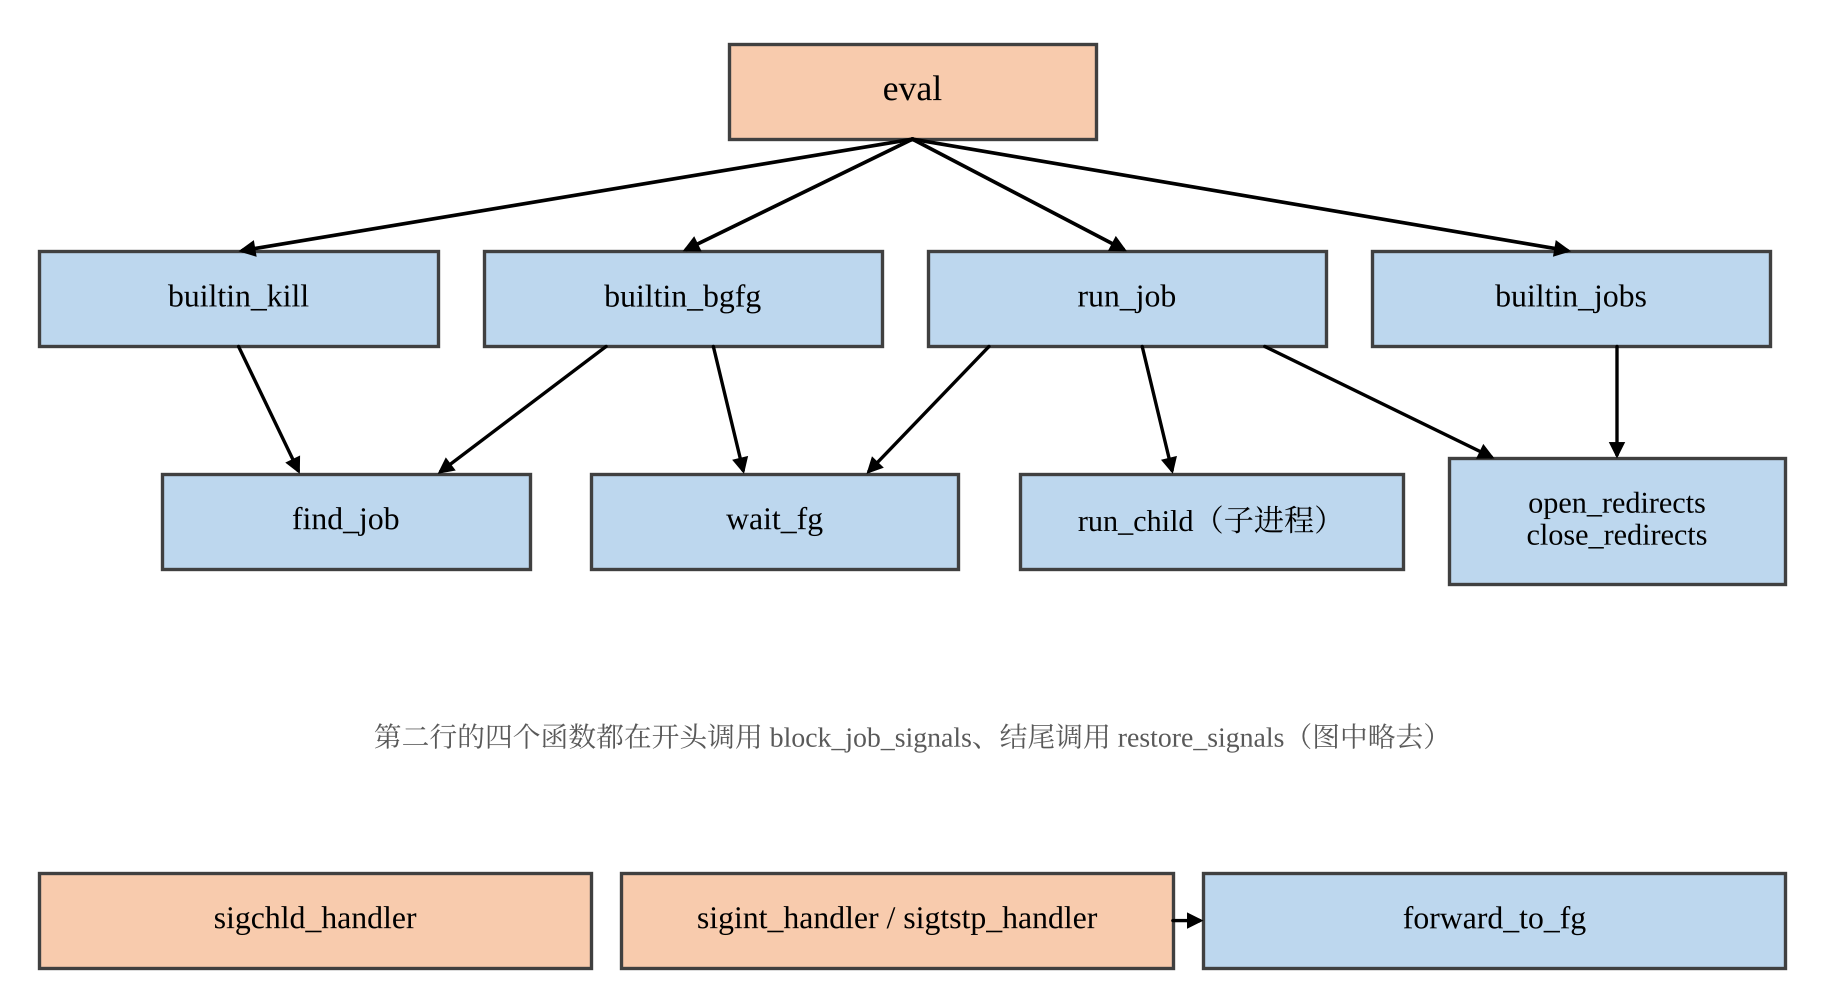 eval
builtin_kill
builtin_bgfg
run_job
builtin_jobs
find_job
wait_fg
run_child（子进程）
open_redirects
close_redirects
第二行的四个函数都在开头调用 block_job_signals、结尾调用 restore_signals（图中略去）
sigchld_handler
sigint_handler / sigtstp_handler
forward_to_fg